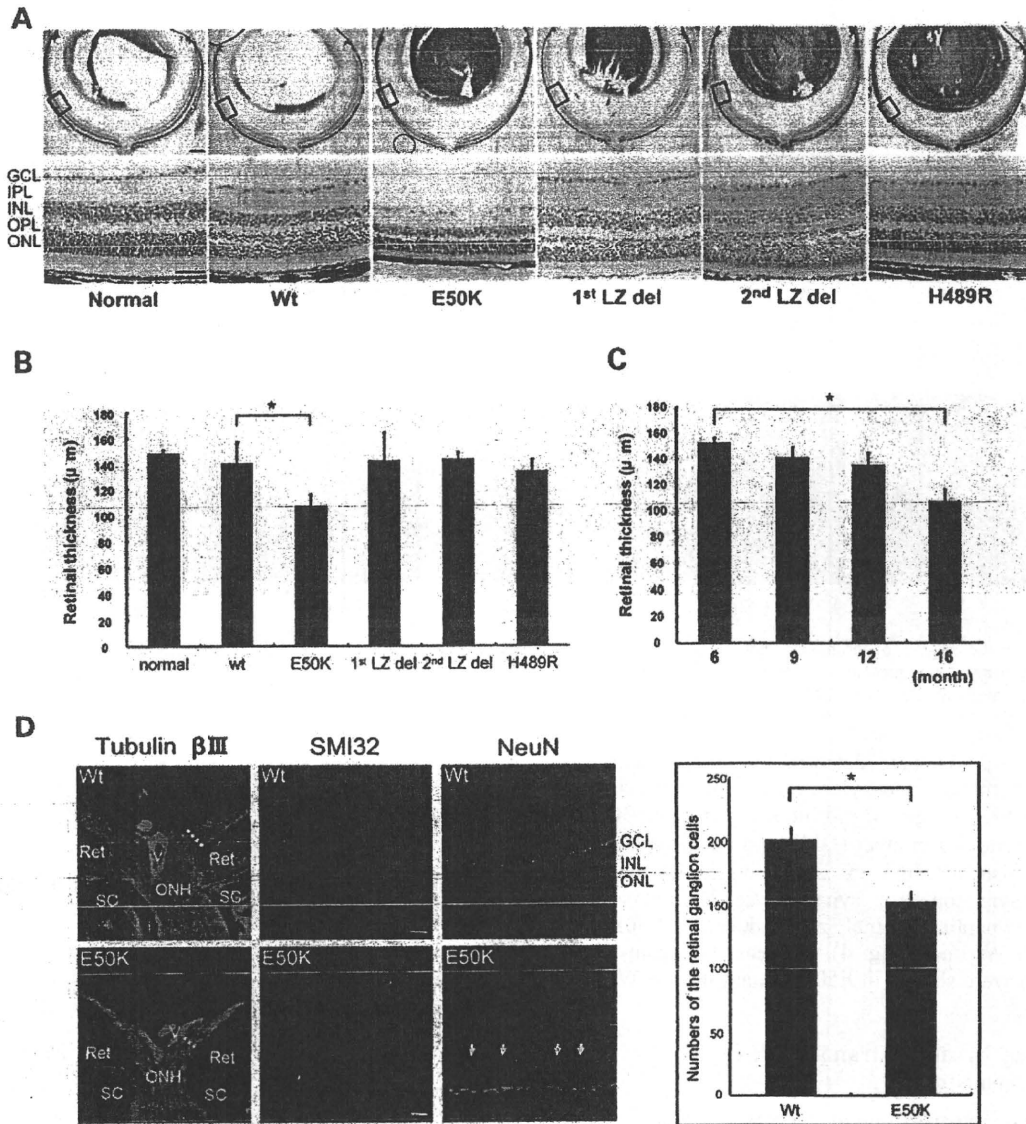 A
GCL
IPL
INL
OPL
ONL
Normal Wt E50K 1st LZ del 2nd LZ del H489R
B
Retinal thickness (μ m)
180
160
140
120
100
80
60
40
20
0
*
normal wt E50K 1st LZ del 2nd LZ del H489R
C
Retinal thickness (μ m)
180
160
140
120
100
80
60
40
20
0
*
6 9 12 16
(month)
D
Tubulin βIII SMI32 NeuN
Wt Wt Wt
V
Ret Ret
ONH
SC SC
GCL
INL
ONL
E50K E50K E50K
V
Ret Ret
ONH
SC SC
Numbers of the retinal ganglion cells
250
200
150
100
50
0
*
Wt E50K